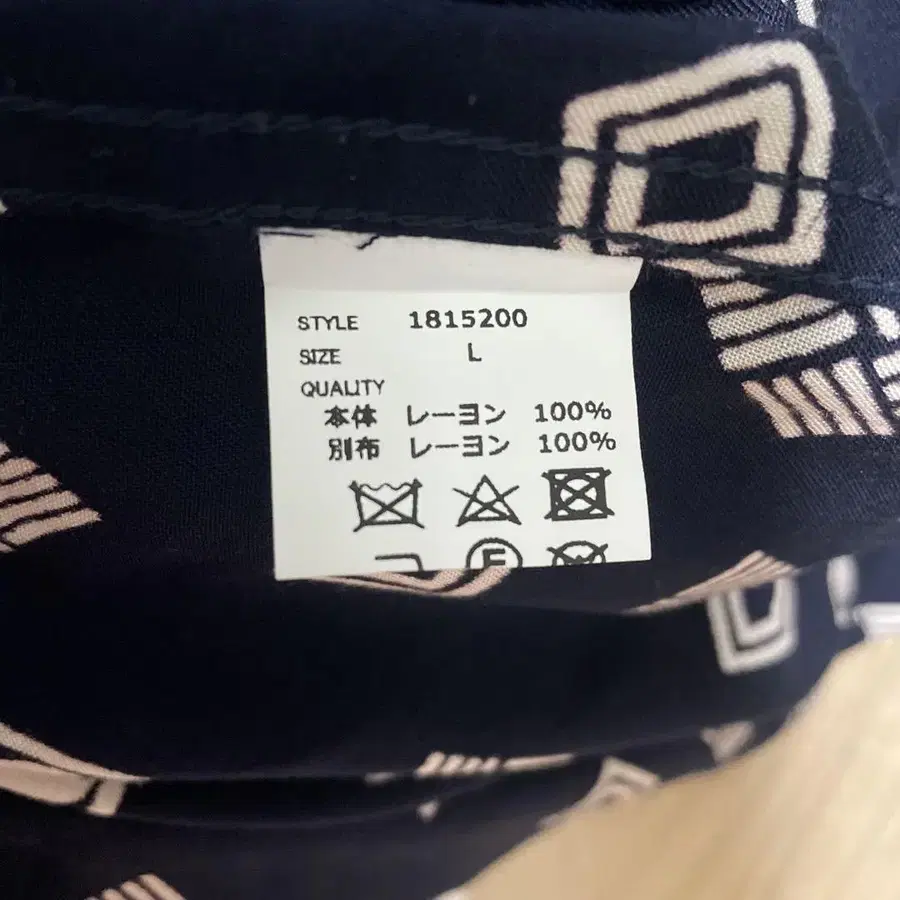 STYLE 1815200
SIZE L
QUALITY
本体 レーヨン 100%
別布 レーヨン 100%